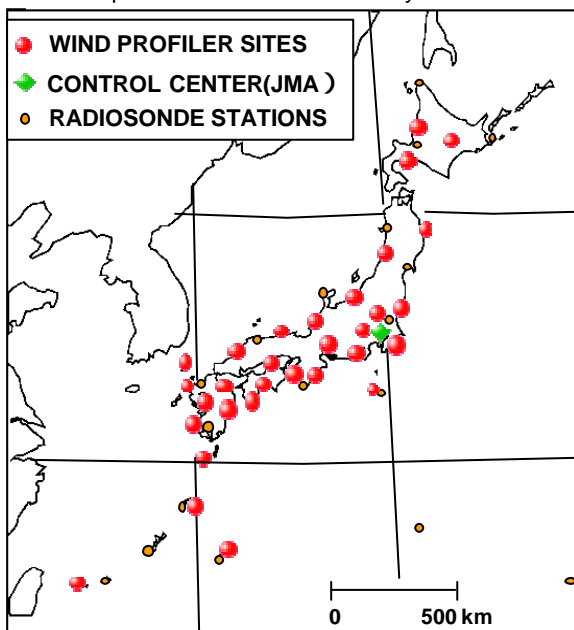 WIND PROFILER SITES
CONTROL CENTER(JMA）
RADIOSONDE STATIONS
0 500 km